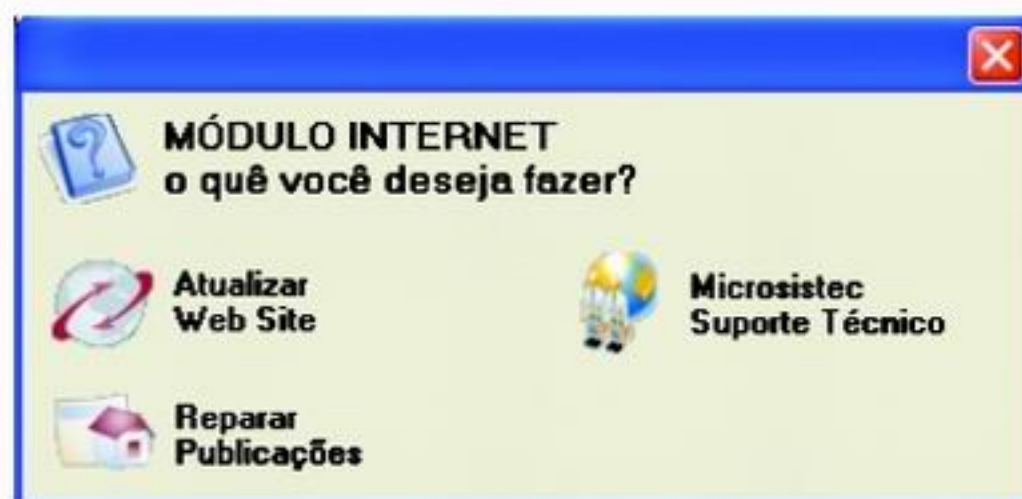 MÓDULO INTERNET
o quê você deseja fazer?
Atualizar
Web Site
Microsistec
Suporte Técnico
Reparar
Publicações